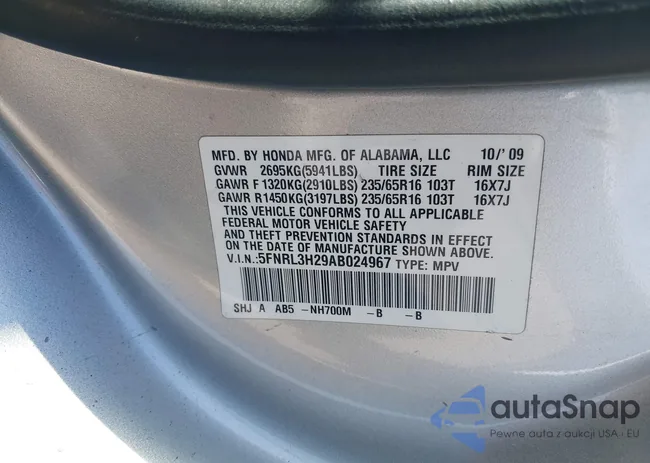 MFD. BY HONDA MFG. OF ALABAMA, LLC 10/'09
GVWR 2695KG(5941LBS) TIRE SIZE RIM SIZE
GAWR F 1320KG(2910LBS) 235/65R16 103T 16X7J
GAWR R1450KG(3197LBS) 235/65R16 103T 16X7J
THIS VEHICLE CONFORMS TO ALL APPLICABLE
FEDERAL MOTOR VEHICLE SAFETY
AND THEFT PREVENTION STANDARDS IN EFFECT
ON THE DATE OF MANUFACTURE SHOWN ABOVE.
V.I.N.:5FNRL3H29AB024967 TYPE: MPV
SHJ A AB5 -NH700M -B -B
autaSnap
Pewne auta z aukcji USA i EU